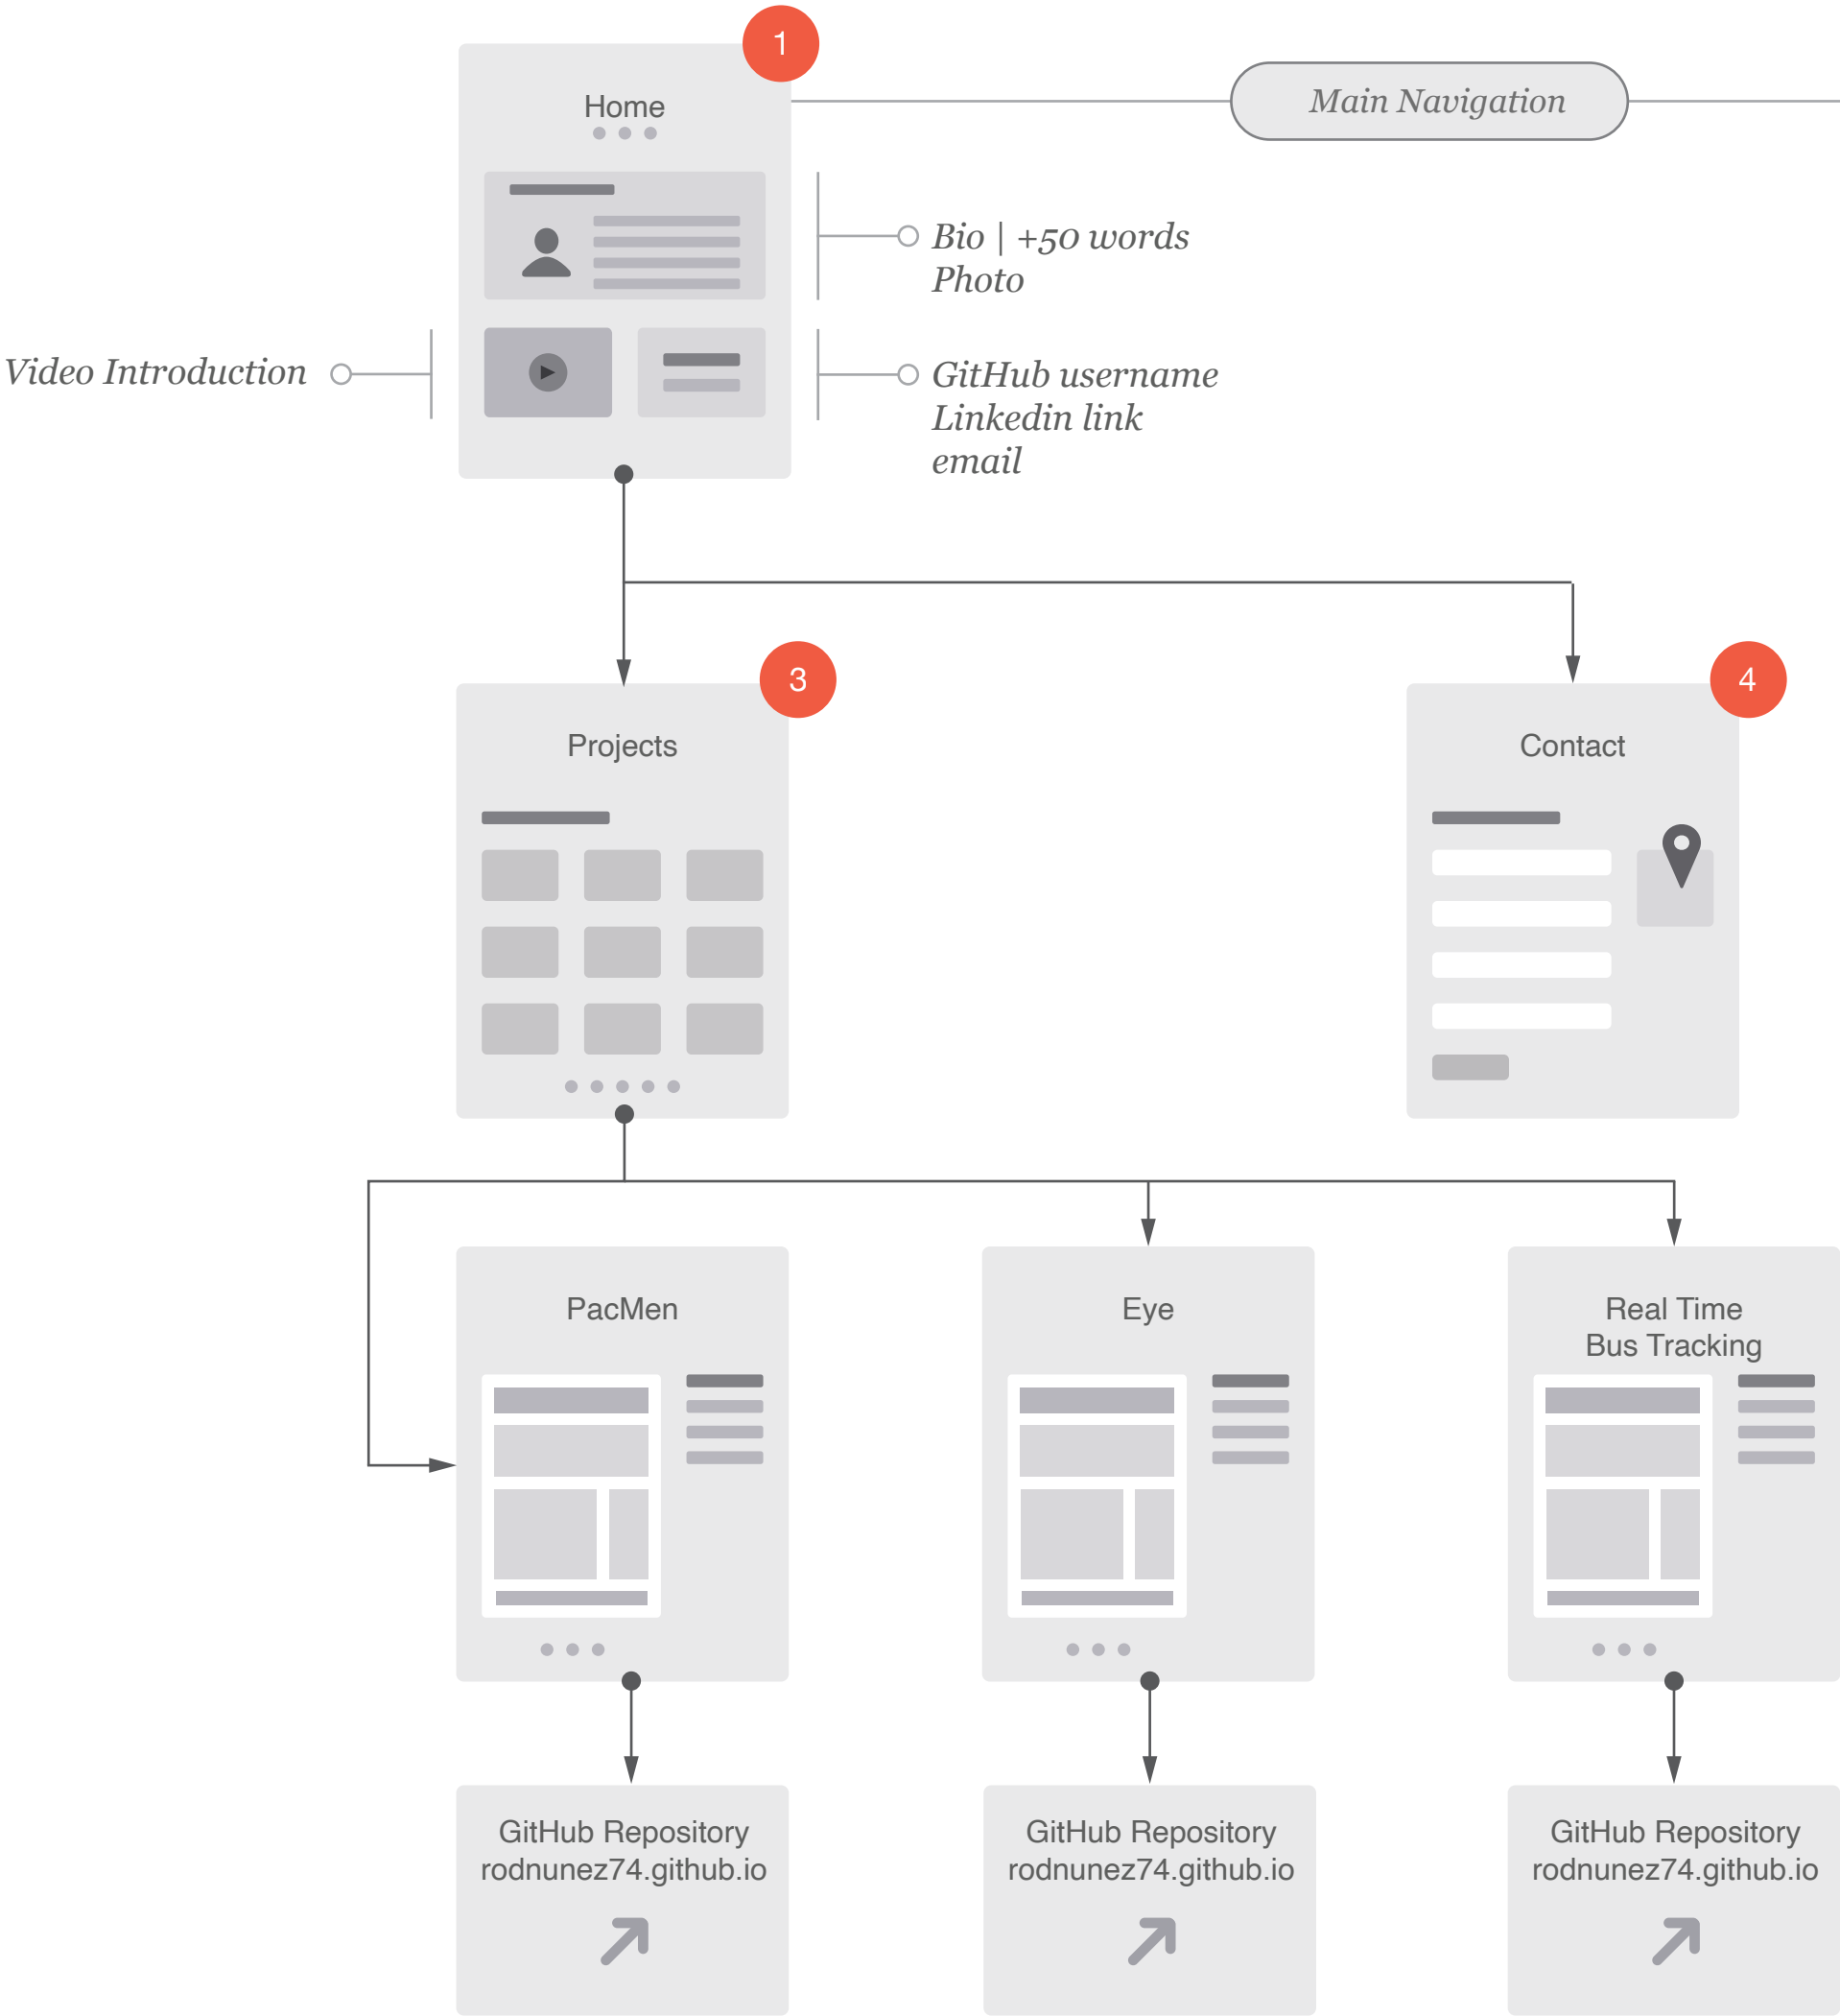 1
Home
Main Navigation
Bio | +50 words
Photo
Video Introduction
GitHub username
Linkedin link
email
3
4
Projects
Contact
PacMen
Eye
Real Time
Bus Tracking
GitHub Repository
rodnunez74.github.io
GitHub Repository
rodnunez74.github.io
GitHub Repository
rodnunez74.github.io